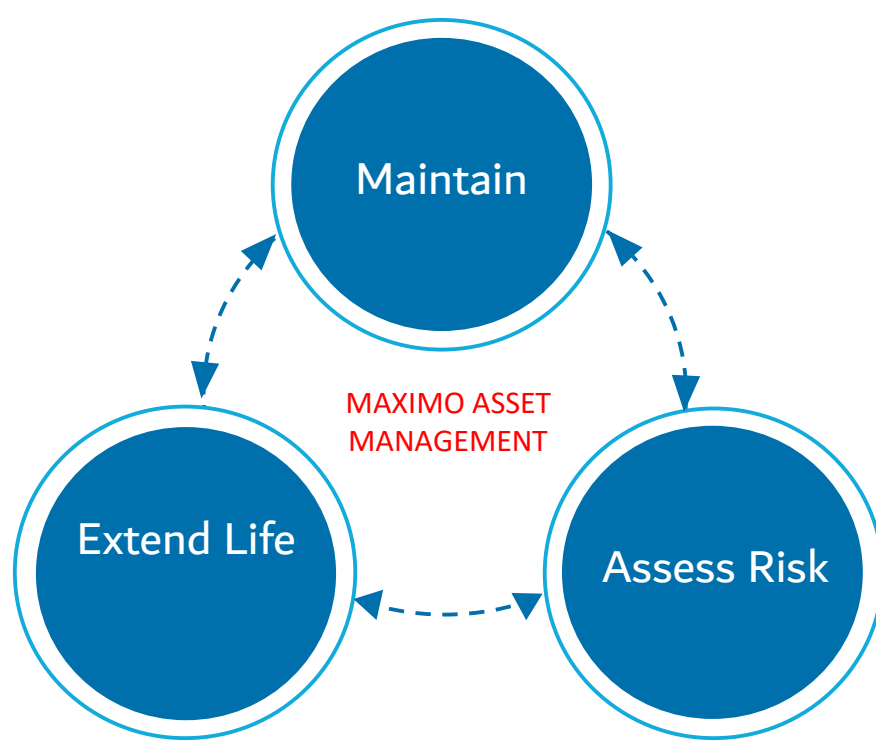 Maintain
MAXIMO ASSET
MANAGEMENT
Extend Life
Assess Risk